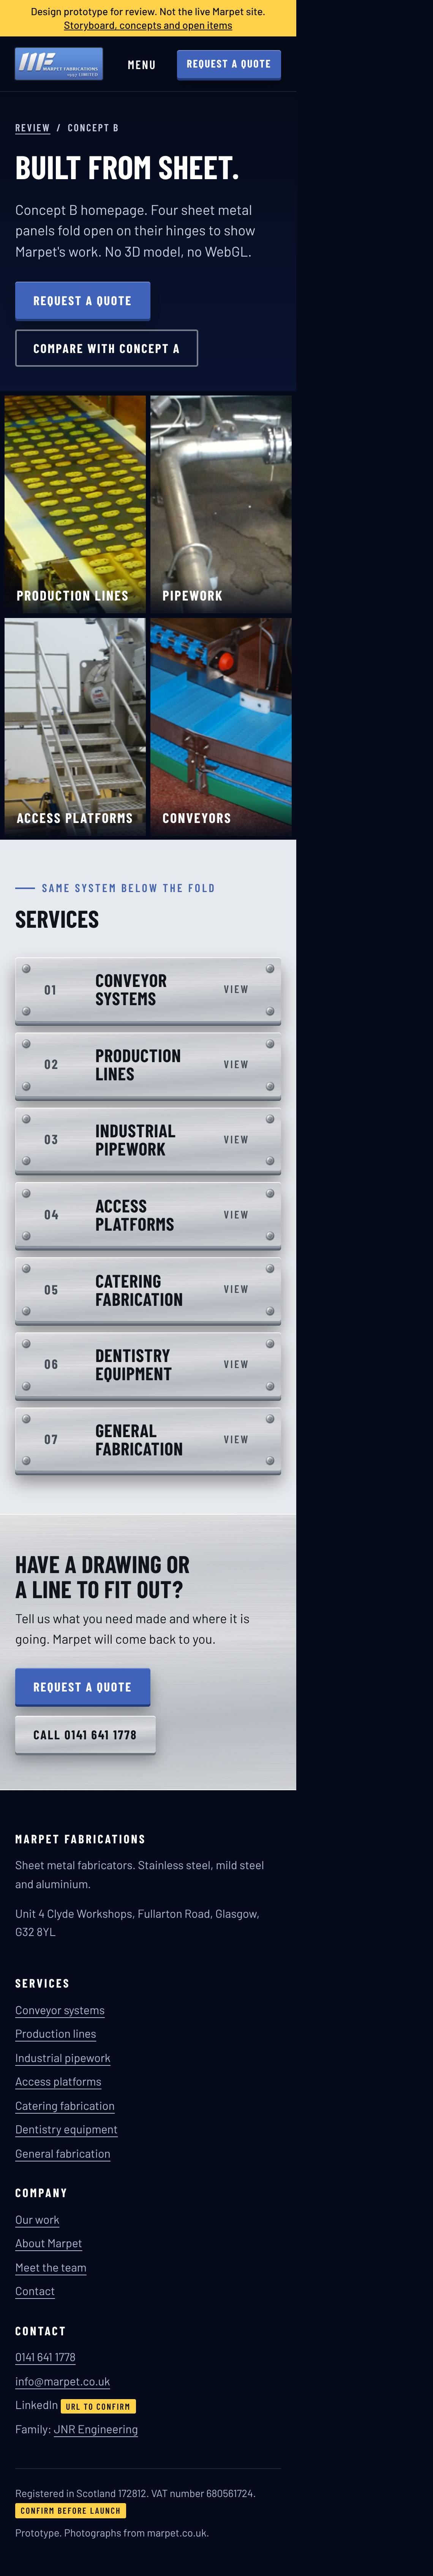 Design prototype for review. Not the live Marpet site.
Storyboard, concepts and open items
MF
MARPET FABRICATIONS
1997 LIMITED
MENU
REQUEST A QUOTE
REVIEW / CONCEPT B
BUILT FROM SHEET.
Concept B homepage. Four sheet metal
panels fold open on their hinges to show
Marpet's work. No 3D model, no WebGL.
REQUEST A QUOTE
COMPARE WITH CONCEPT A
PRODUCTION LINES
PIPEWORK
ACCESS PLATFORMS
CONVEYORS
SAME SYSTEM BELOW THE FOLD
SERVICES
01
CONVEYOR
SYSTEMS
VIEW
02
PRODUCTION
LINES
VIEW
03
INDUSTRIAL
PIPEWORK
VIEW
04
ACCESS
PLATFORMS
VIEW
05
CATERING
FABRICATION
VIEW
06
DENTISTRY
EQUIPMENT
VIEW
07
GENERAL
FABRICATION
VIEW
HAVE A DRAWING OR
A LINE TO FIT OUT?
Tell us what you need made and where it is
going. Marpet will come back to you.
REQUEST A QUOTE
CALL 0141 641 1778
MARPET FABRICATIONS
Sheet metal fabricators. Stainless steel, mild steel
and aluminium.
Unit 4 Clyde Workshops, Fullarton Road, Glasgow,
G32 8YL
SERVICES
Conveyor systems
Production lines
Industrial pipework
Access platforms
Catering fabrication
Dentistry equipment
General fabrication
COMPANY
Our work
About Marpet
Meet the team
Contact
CONTACT
0141 641 1778
info@marpet.co.uk
LinkedIn URL TO CONFIRM
Family: JNR Engineering
Registered in Scotland 172812. VAT number 680561724.
CONFIRM BEFORE LAUNCH
Prototype. Photographs from marpet.co.uk.